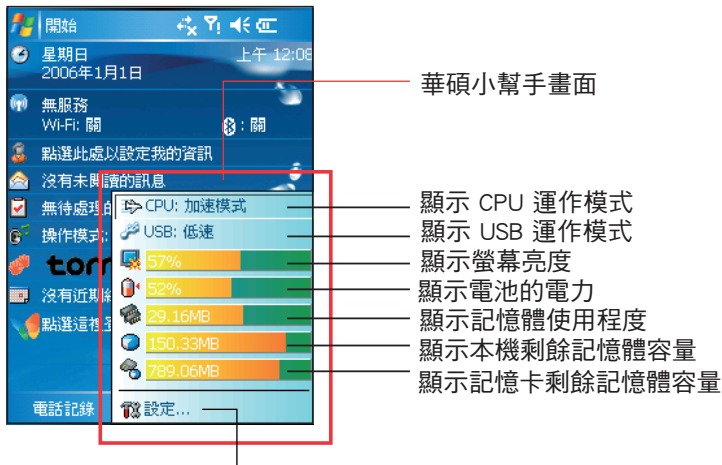 開始
星期日
上午 12:08
2006年1月1日
無服務
Wi-Fi: 關
: 關
點選此處以設定我的資訊
沒有未閱讀的訊息
無待處理的
操作模式:
torn
沒有近期
點選這裡
電話記錄
CPU: 加速模式
USB: 低速
57%
52%
29.16MB
150.33MB
789.06MB
設定...
華碩小幫手畫面
顯示 CPU 運作模式
顯示 USB 運作模式
顯示螢幕亮度
顯示電池的電力
顯示記憶體使用程度
顯示本機剩餘記憶體容量
顯示記憶卡剩餘記憶體容量